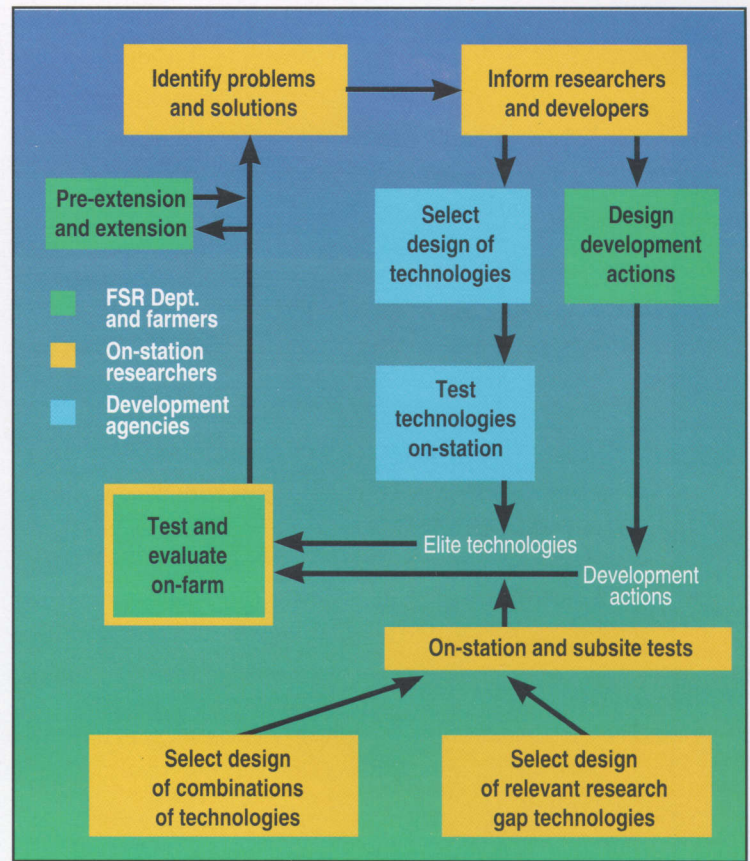 Identify problems
and solutions
Inform researchers
and developers
Pre-extension
and extension
Select
design of
technologies
Design
development
actions
FSR Dept.
and farmers
On-station
researchers
Development
agencies
Test
technologies
on-station
Test and
evaluate
on-farm
Elite technologies
Development
actions
On-station and subsite tests
Select design
of combinations
of technologies
Select design
of relevant research
gap technologies